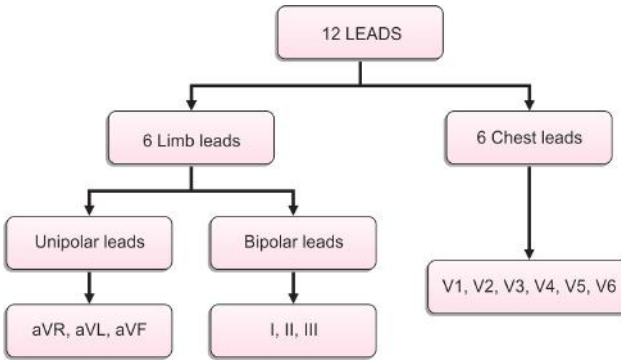 12 LEADS
6 Limb leads
6 Chest leads
Unipolar leads
Bipolar leads
V1, V2, V3, V4, V5, V6
aVR, aVL, aVF
I, II, III